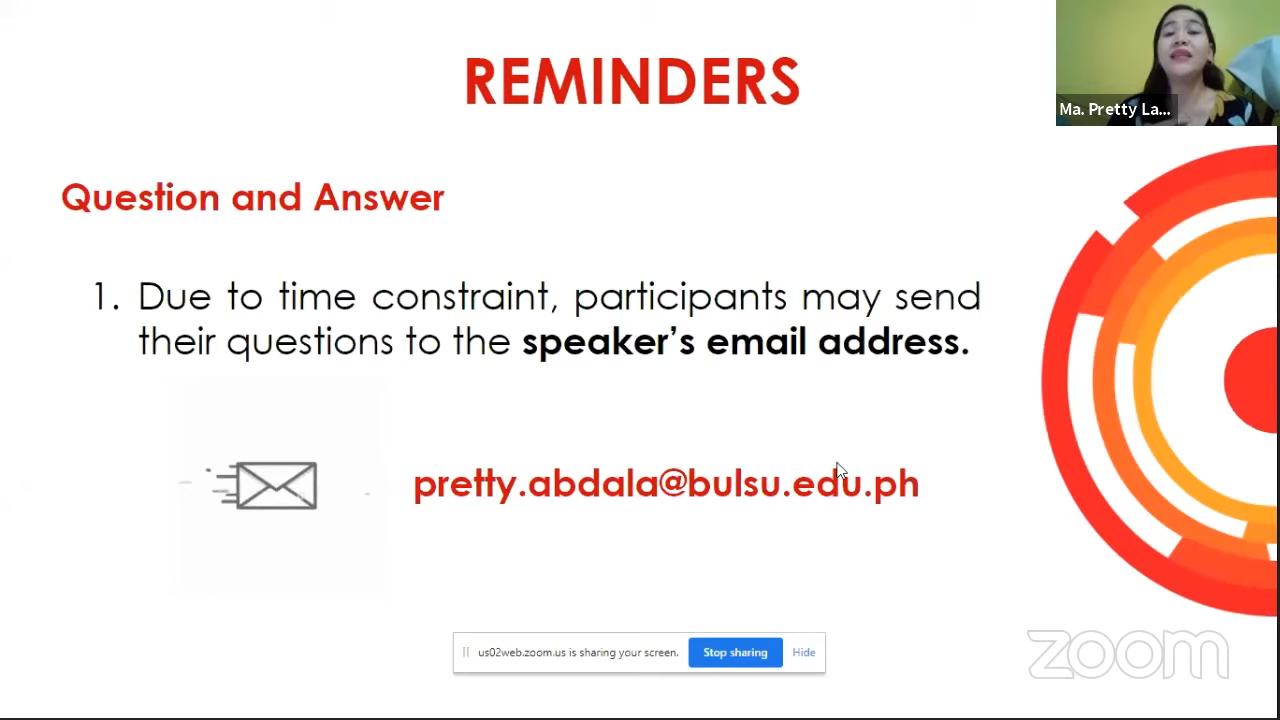 REMINDERS
Ma. Pretty La...
Question and Answer
1. Due to time constraint, participants may send
their questions to the speaker's email address.
pretty.abdala@bulsu.edu.ph
us02web.zoom.us is sharing your screen. Stop sharing Hide
zoom